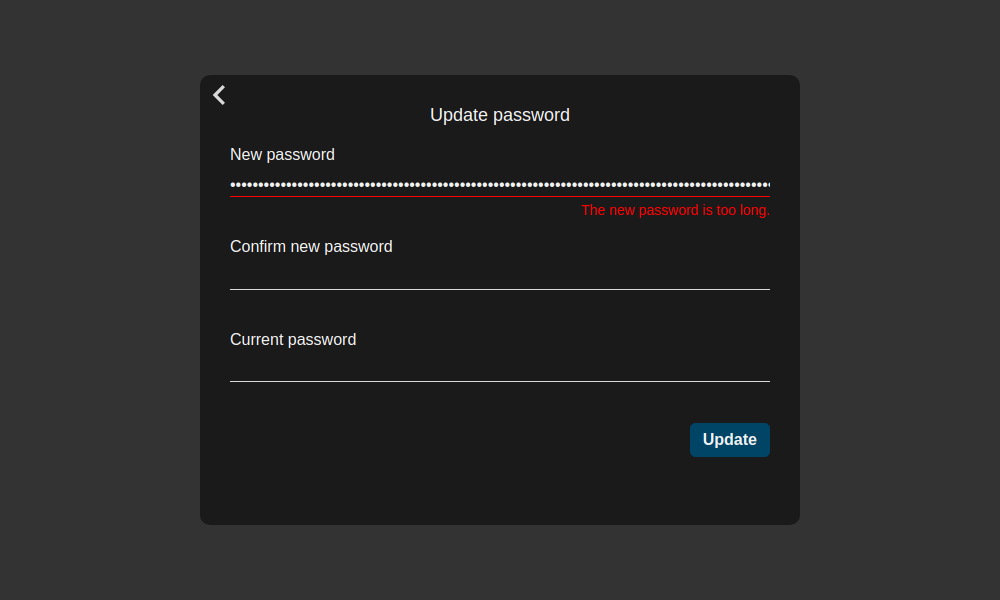 Update password
New password
The new password is too long.
Confirm new password
Current password
Update